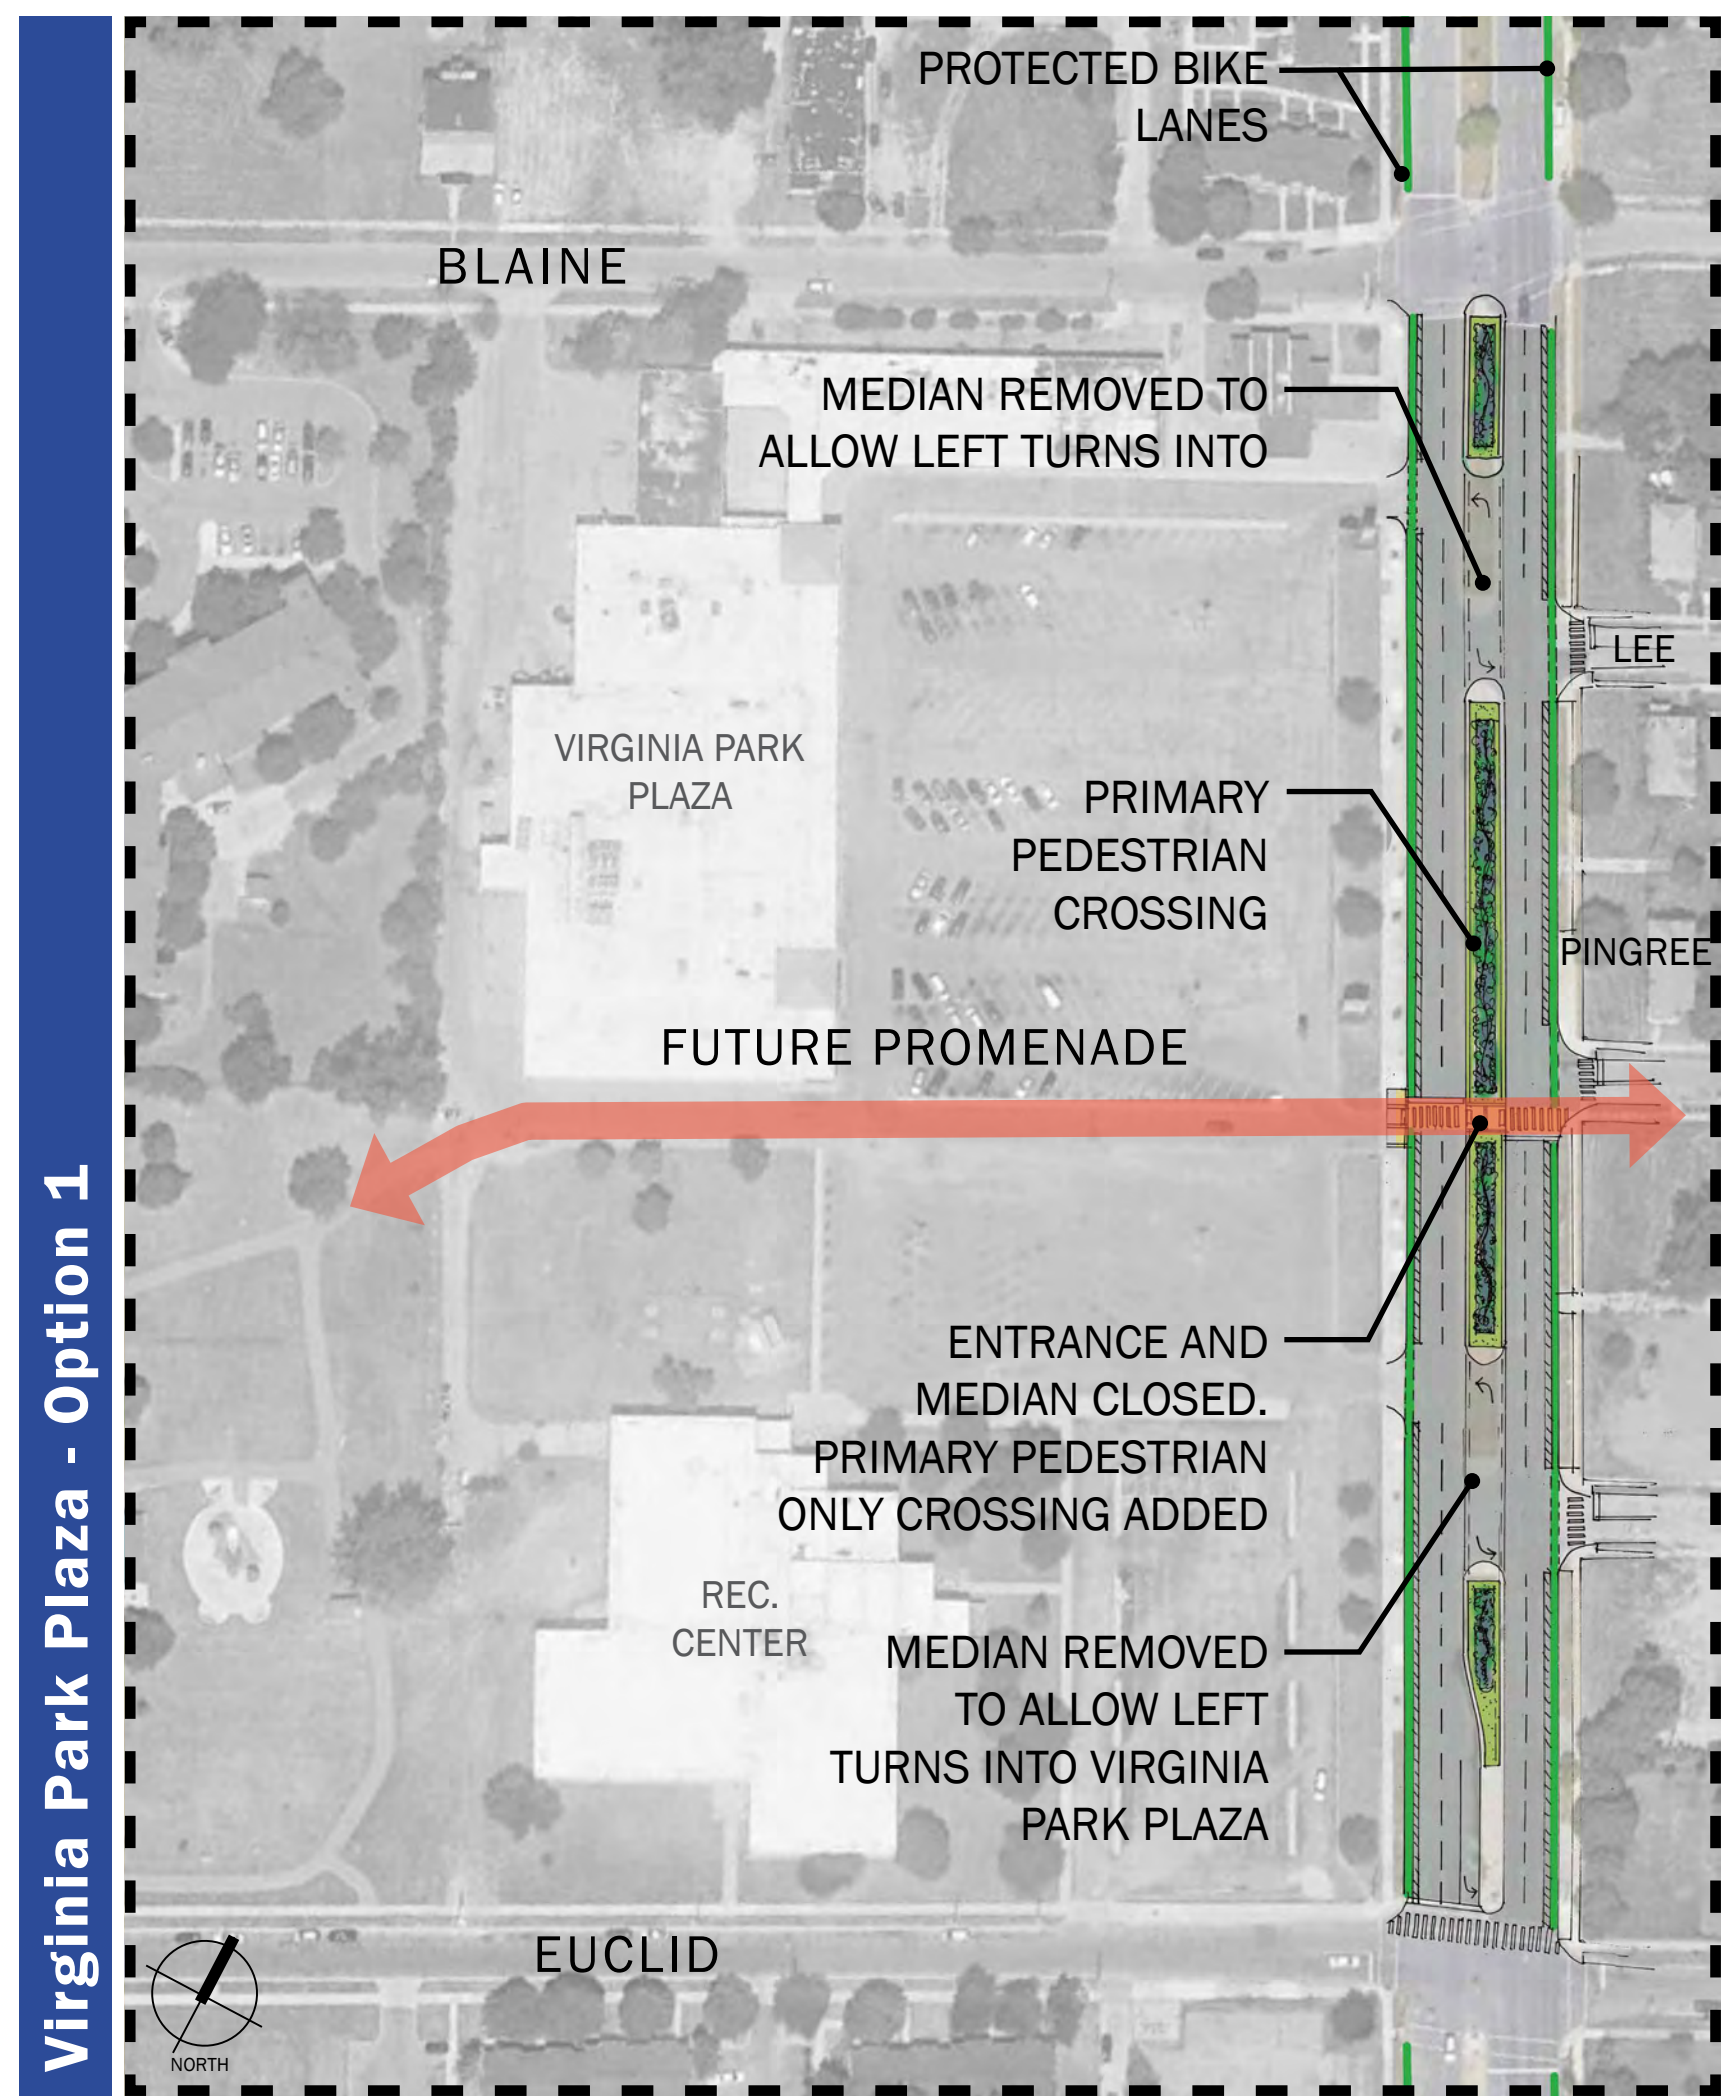 Virginia Park Plaza - Option 1
PROTECTED BIKE
LANES
BLAINE
MEDIAN REMOVED TO
ALLOW LEFT TURNS INTO
LEE
VIRGINIA PARK
PLAZA
PRIMARY
PEDESTRIAN
CROSSING
PINGREE
FUTURE PROMENADE
ENTRANCE AND
MEDIAN CLOSED.
PRIMARY PEDESTRIAN
ONLY CROSSING ADDED
REC.
CENTER
MEDIAN REMOVED
TO ALLOW LEFT
TURNS INTO VIRGINIA
PARK PLAZA
EUCLID
NORTH